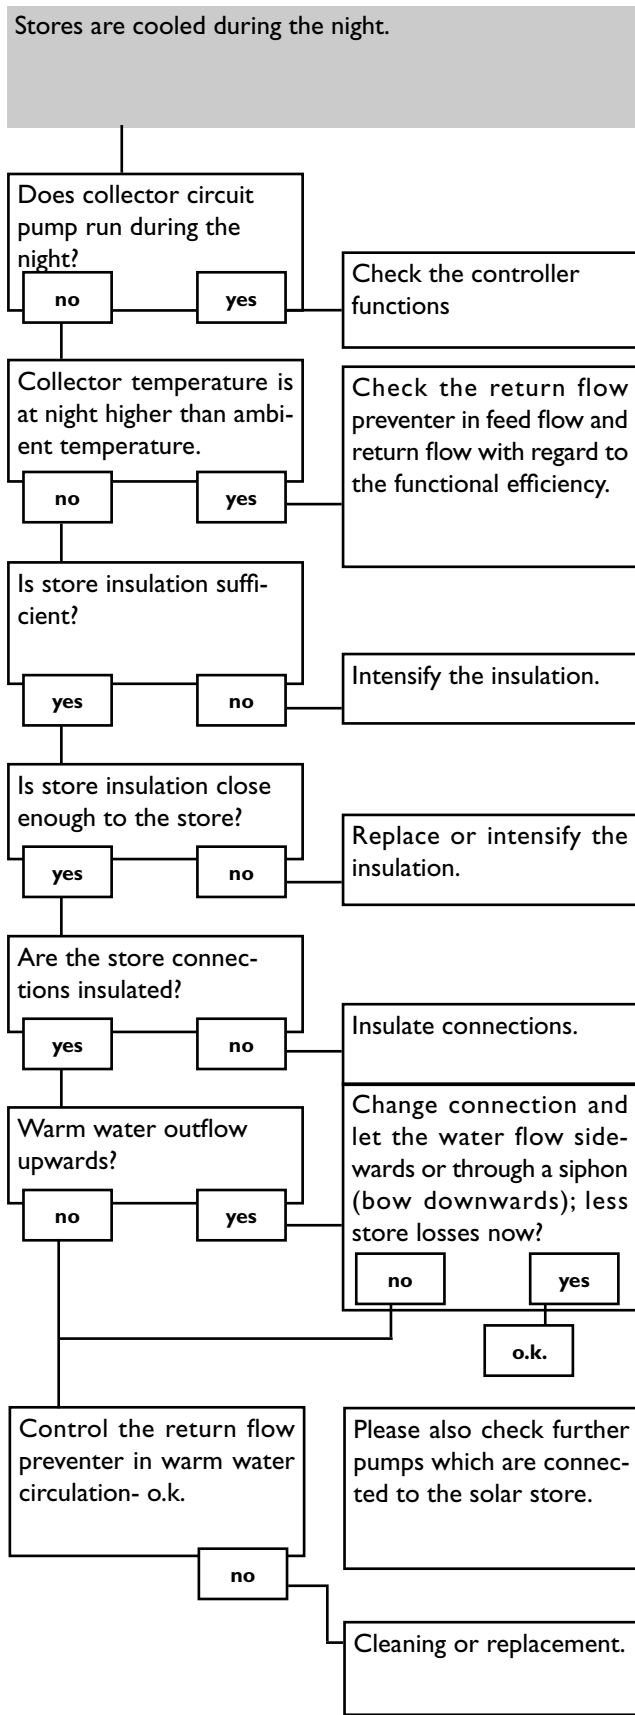 Stores are cooled during the night.
Does collector circuit
pump run during the
night?
no
yes
Check the controller
functions
Collector temperature is
at night higher than ambi-
ent temperature.
no
yes
Check the return flow
preventer in feed flow and
return flow with regard to
the functional efficiency.
Is store insulation suffi-
cient?
yes
no
Intensify the insulation.
Is store insulation close
enough to the store?
yes
no
Replace or intensify the
insulation.
Are the store connec-
tions insulated?
yes
no
Insulate connections.
Warm water outflow
upwards?
no
yes
Change connection and
let the water flow side-
wards or through a siphon
(bow downwards); less
store losses now?
no
yes
o.k.
Control the return flow
preventer in warm water
circulation- o.k.
no
Please also check further
pumps which are connec-
ted to the solar store.
Cleaning or replacement.